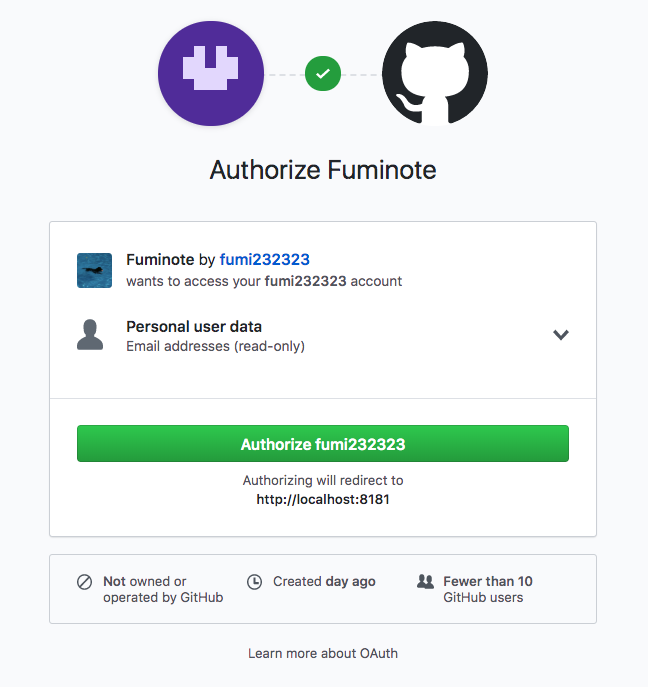 Authorize Fuminote
Fuminote by fumi232323
wants to access your fumi232323 account
Personal user data
Email addresses (read-only)
Authorize fumi232323
Authorizing will redirect to
http://localhost:8181
Not owned or
operated by GitHub
Created day ago
Fewer than 10
GitHub users
Learn more about OAuth